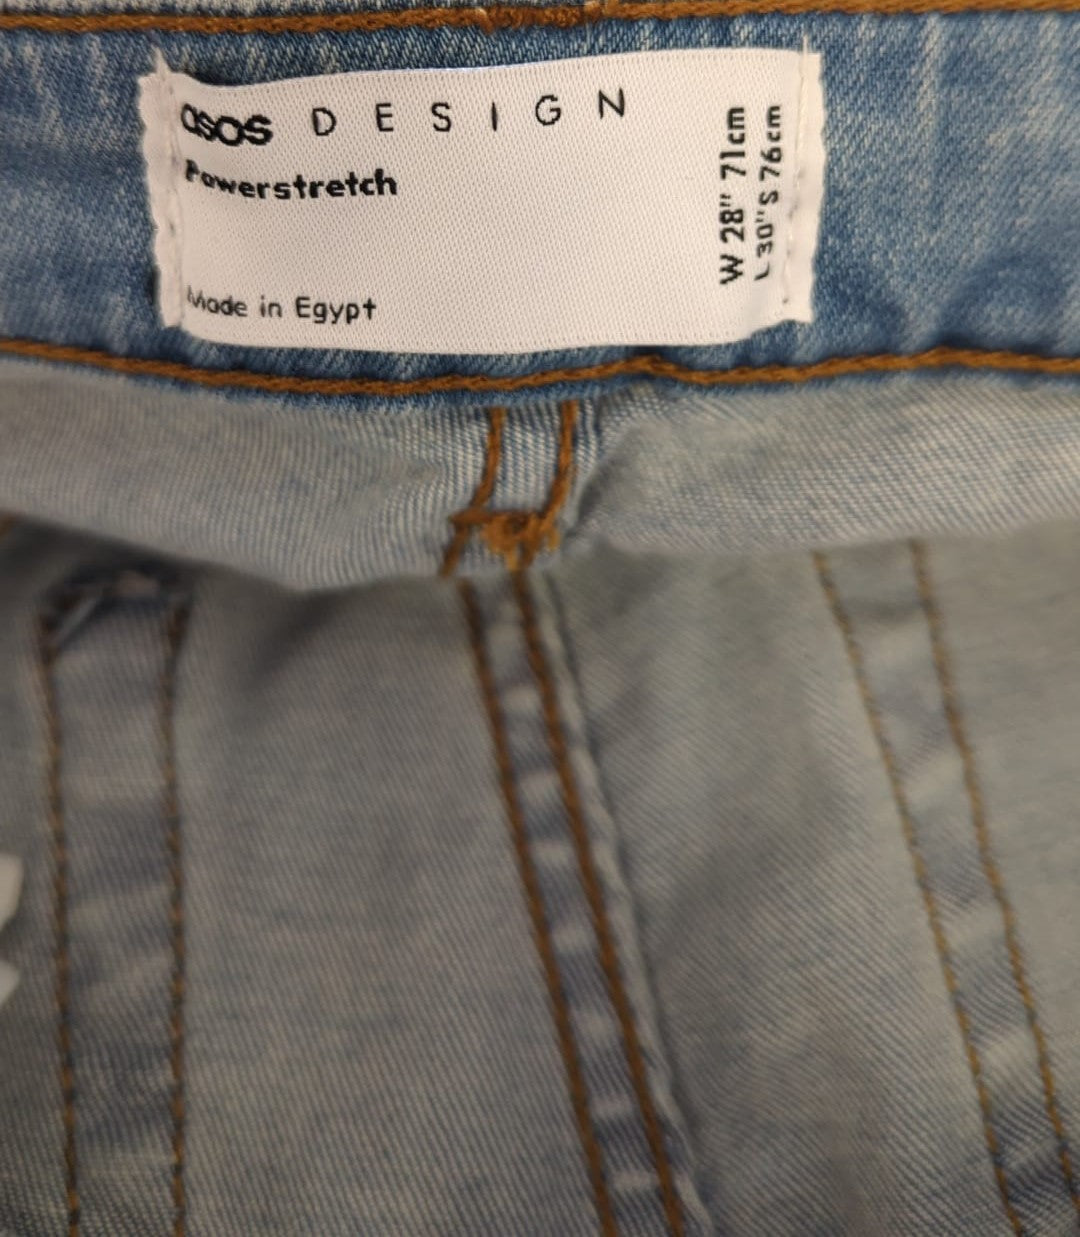 asos DESIGN
Powerstretch
Made in Egypt
W 28" 71cm
L 30"S 76cm